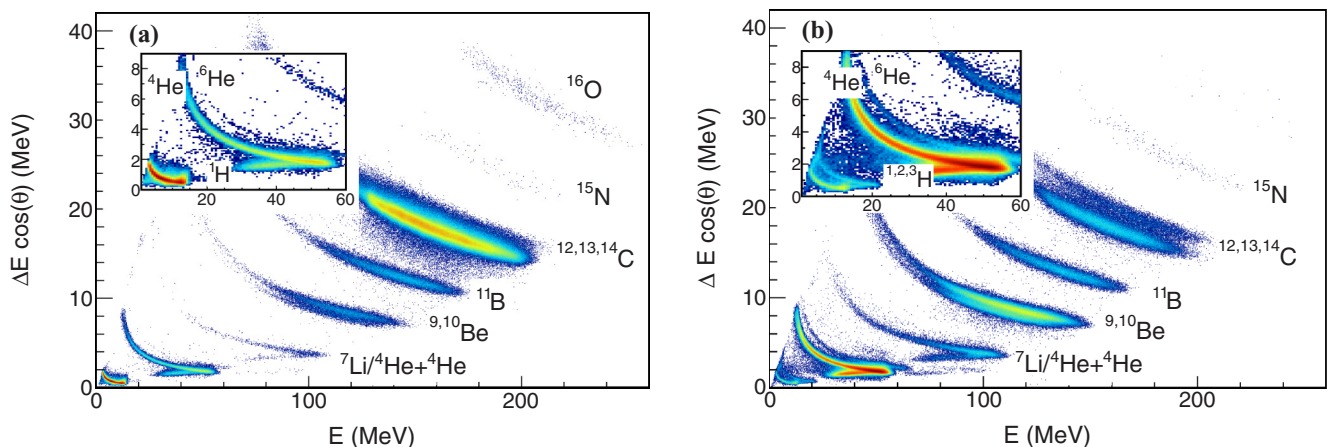 (a)
ΔE cos(θ) (MeV)
40
30
20
10
0
8
6
4
2
0
20
40
60
⁴He
⁶He
¹H
¹⁶O
¹⁵N
¹²,¹³,¹⁴C
¹¹B
⁹,¹⁰Be
⁷Li/⁴He+⁴He
0
100
200
E (MeV)
(b)
Δ E cos(θ) (MeV)
40
30
20
10
0
8
6
4
2
0
20
40
60
⁴He
⁶He
¹,²,³H
¹⁵N
¹²,¹³,¹⁴C
¹¹B
⁹,¹⁰Be
⁷Li/⁴He+⁴He
0
100
200
E (MeV)